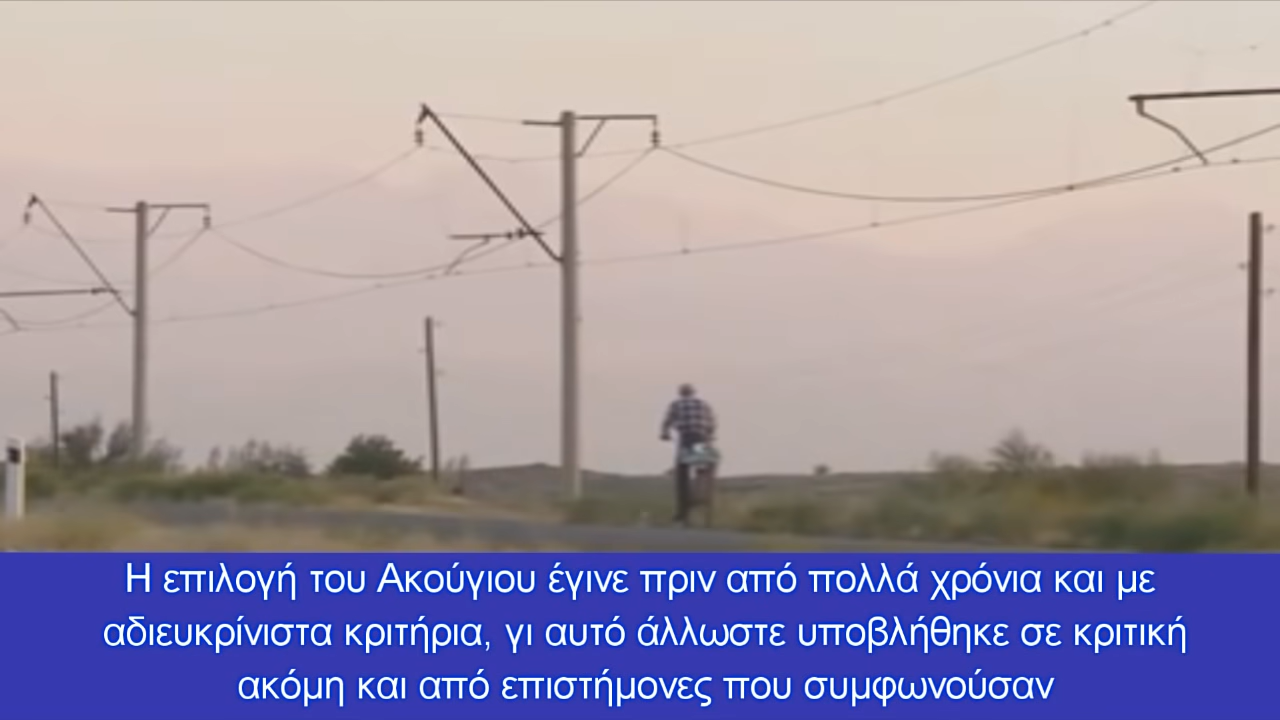 Η επιλογή του Ακούγιου έγινε πριν από πολλά χρόνια και με
αδιευκρίνιστα κριτήρια, γι αυτό άλλωστε υποβλήθηκε σε κριτική
ακόμη και από επιστήμονες που συμφωνούσαν